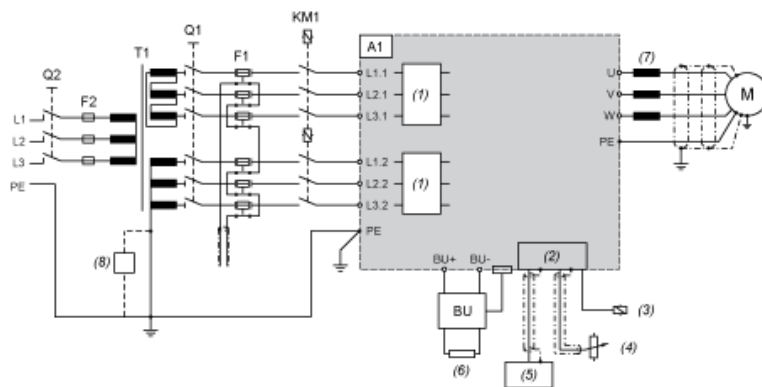 KM1
Q1
T1
F1
A1
Q2
F2
L1.1
L2.1
L3.1
(1)
U
V
W
PE
(7)
M
L1
L2
L3
PE
L1.2
L2.2
L3.2
(1)
PE
(8)
BU+
BU-
(2)
BU
(3)
(4)
(5)
(6)